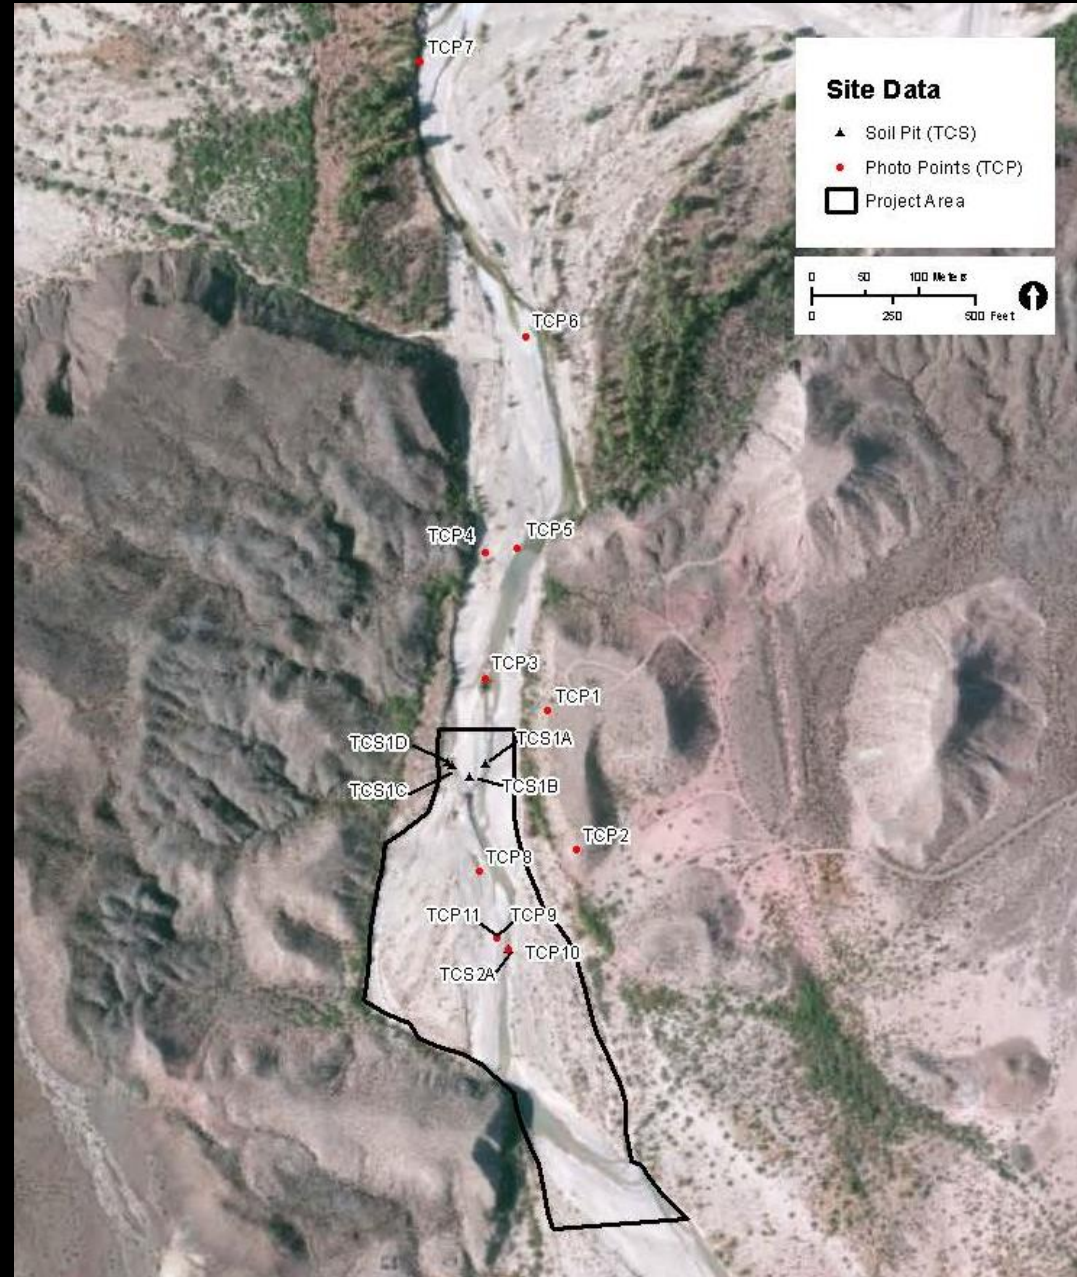 TCP7
Site Data
Soil Pit (TCS)
Photo Points (TCP)
Project Area
0 50 100 Meters
0 250 500 Feet
TCP6
TCP4
TCP5
TCP3
TCP1
TCS1D
TCS1A
TCS1C
TCS1B
TCP2
TCP8
TCP11
TCP9
TCP10
TCS2A